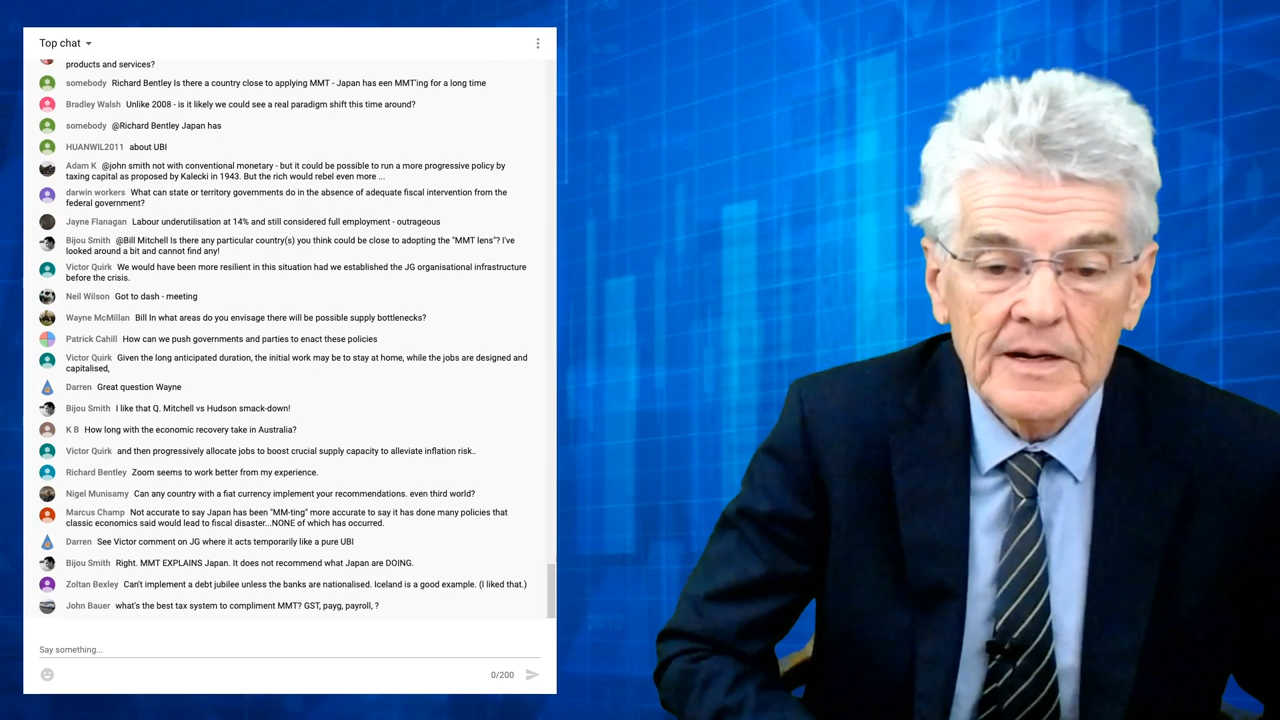 Top chat
products and services?
somebody Richard Bentley Is there a country close to applying MMT - Japan has een MMT'ing for a long time
Bradley Walsh Unlike 2008 - is it likely we could see a real paradigm shift this time around?
somebody @Richard Bentley Japan has
HUANWIL2011 about UBI
Adam K @john smith not with conventional monetary - but it could be possible to run a more progressive policy by
taxing capital as proposed by Kalecki in 1943. But the rich would rebel even more ...
darwin workers What can state or territory governments do in the absence of adequate fiscal intervention from the
federal government?
Jayne Flanagan Labour underutilisation at 14% and still considered full employment - outrageous
Bijou Smith @Bill Mitchell Is there any particular country(s) you think could be close to adopting the "MMT lens"? I've
looked around a bit and cannot find any!
Victor Quirk We would have been more resilient in this situation had we established the JG organisational infrastructure
before the crisis.
Neil Wilson Got to dash - meeting
Wayne McMillan Bill In what areas do you envisage there will be possible supply bottlenecks?
Patrick Cahill How can we push governments and parties to enact these policies
Victor Quirk Given the long anticipated duration, the initial work may be to stay at home, while the jobs are designed and
capitalised,
Darren Great question Wayne
Bijou Smith I like that Q. Mitchell vs Hudson smack-down!
K B How long with the economic recovery take in Australia?
Victor Quirk and then progressively allocate jobs to boost crucial supply capacity to alleviate inflation risk..
Richard Bentley Zoom seems to work better from my experience.
Nigel Munisamy Can any country with a fiat currency implement your recommendations. even third world?
Marcus Champ Not accurate to say Japan has been "MM-ting" more accurate to say it has done many policies that
classic economics said would lead to fiscal disaster...NONE of which has occurred.
Darren See Victor comment on JG where it acts temporarily like a pure UBI
Bijou Smith Right. MMT EXPLAINS Japan. It does not recommend what Japan are DOING.
Zoltan Bexley Can't implement a debt jubilee unless the banks are nationalised. Iceland is a good example. (I liked that.)
John Bauer what's the best tax system to compliment MMT? GST, payg, payroll, ?
Say something...
0/200